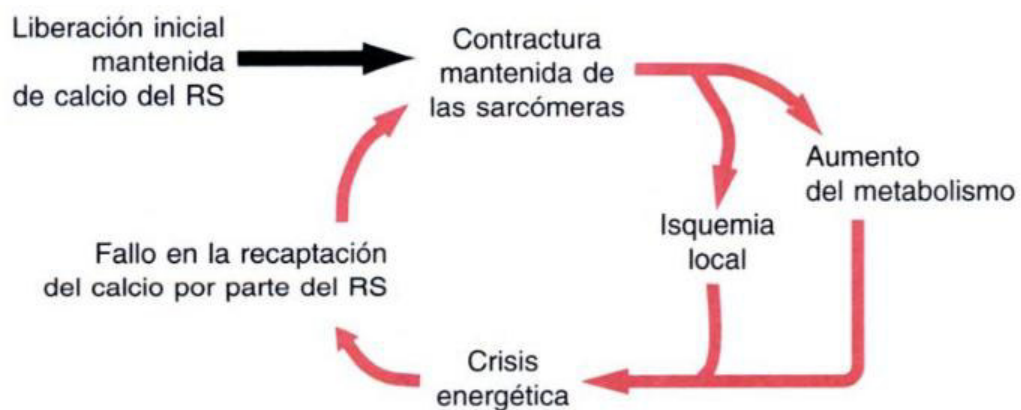 Liberación inicial
mantenida
de calcio del RS
Contractura
mantenida de
las sarcómeras
Aumento
del metabolismo
Isquemia
local
Fallo en la recaptación
del calcio por parte del RS
Crisis
energética